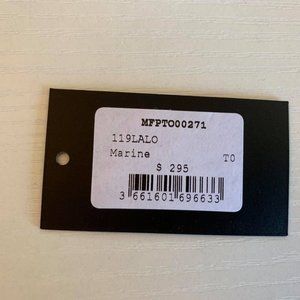 MFPTO00271
119LALO
Marine T0
$ 295
3 661601 696633